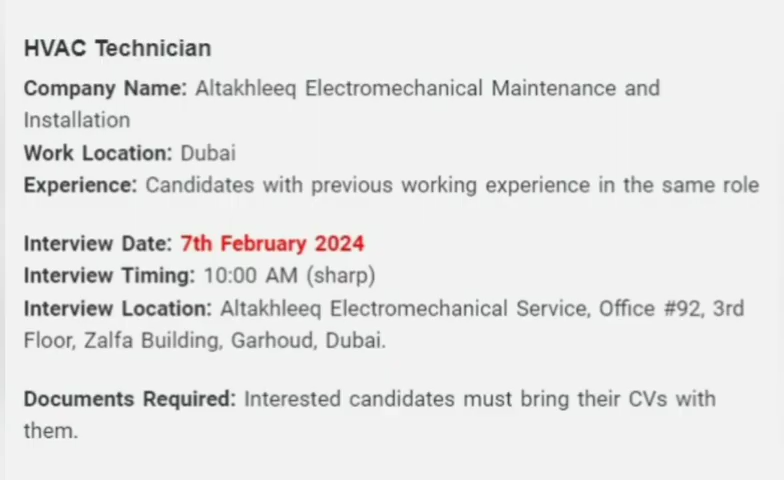 HVAC Technician
Company Name: Altakhleeq Electromechanical Maintenance and
Installation
Work Location: Dubai
Experience: Candidates with previous working experience in the same role
Interview Date: 7th February 2024
Interview Timing: 10:00 AM (sharp)
Interview Location: Altakhleeq Electromechanical Service, Office #92, 3rd
Floor, Zalfa Building, Garhoud, Dubai.
Documents Required: Interested candidates must bring their CVs with
them.